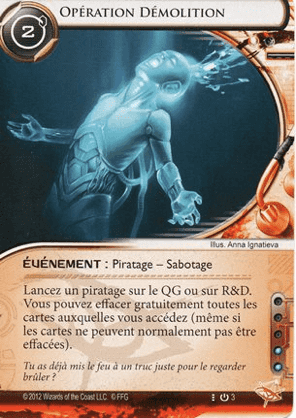 OPÉRATION DÉMOLITION
2
Illus. Anna Ignatieva
ÉVÉNEMENT : Piratage – Sabotage
Lancez un piratage sur le QG ou sur R&D.
Vous pouvez effacer gratuitement toutes les
cartes auxquelles vous accédez (même si
les cartes ne peuvent normalement pas être
effacées).
Tu as déjà mis le feu à un truc juste pour le regarder
brûler ?
© 2012 Wizards of the Coast LLC. © FFG
3